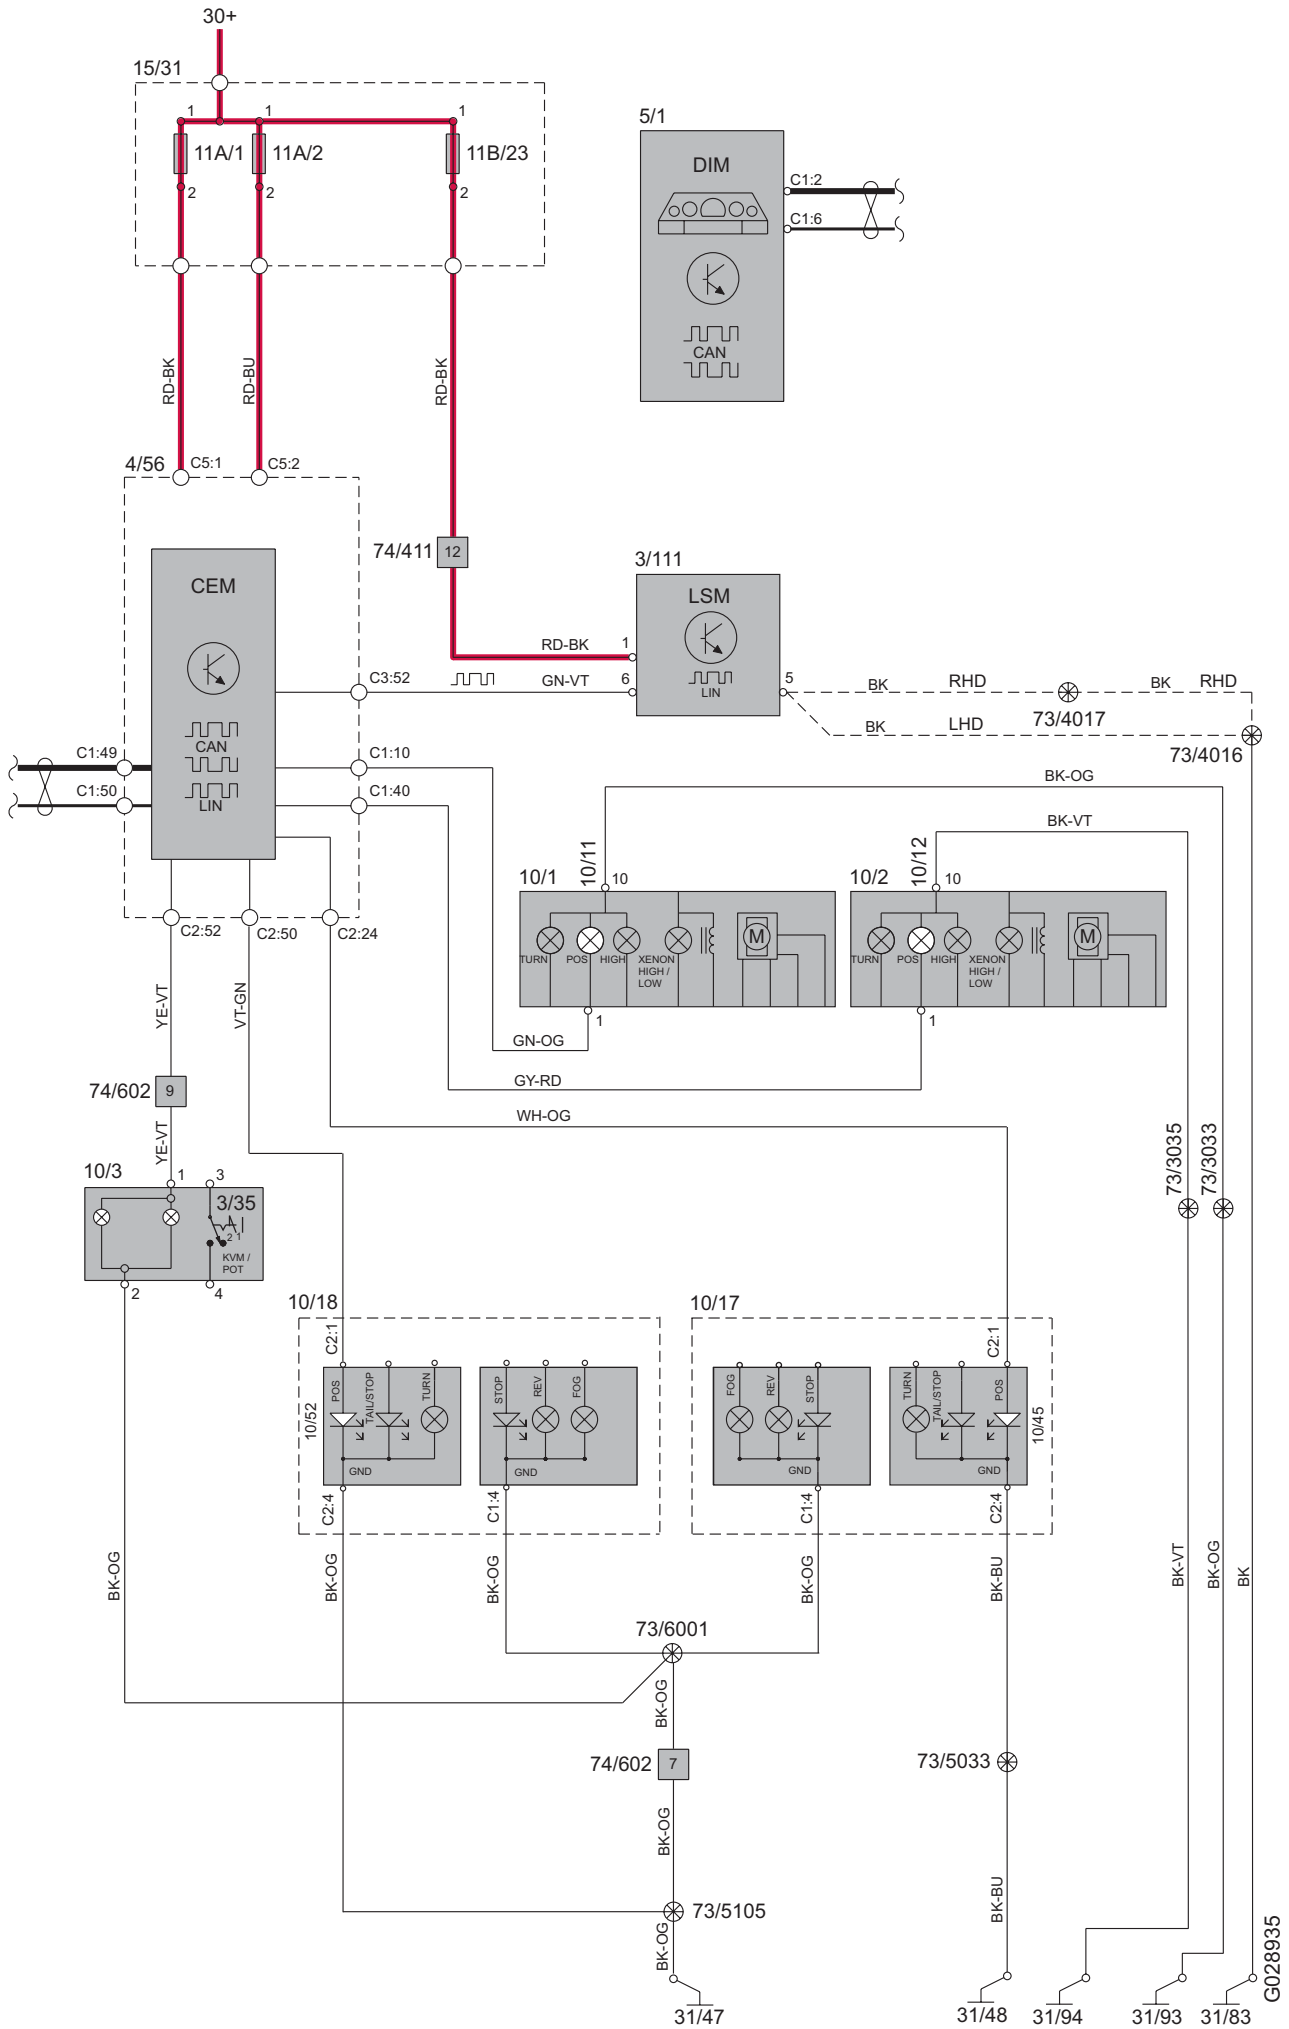 30+
15/31
1
1
1
11A/1
11A/2
11B/23
2
2
2
5/1
DIM
C1:2
C1:6
CAN
RD-BK
RD-BU
RD-BK
4/56
C5:1
C5:2
74/411
12
3/111
CEM
LSM
RD-BK
1
C3:52
GN-VT
6
LIN
5
BK
RHD
BK
RHD
73/4017
BK
LHD
73/4016
CAN
LIN
C1:49
C1:10
C1:50
C1:40
BK-OG
BK-VT
10/1
10/11
10
10/2
10/12
10
C2:52
C2:50
C2:24
TURN
POS
HIGH
XENON
HIGH /
LOW
M
TURN
POS
HIGH
XENON
HIGH /
LOW
M
YE-VT
VT-GN
1
1
GN-OG
GY-RD
74/602
9
WH-OG
YE-VT
73/3035
73/3033
10/3
1
3
3/35
2
1
KVM /
POT
2
4
10/18
10/17
C2:1
C2:1
10/52
POS
TAIL/STOP
TURN
STOP
REV
FOG
FOG
REV
STOP
TURN
TAIL/STOP
POS
10/45
GND
GND
GND
GND
C2:4
C1:4
C1:4
C2:4
BK-OG
BK-OG
BK-OG
BK-OG
BK-BU
BK-VT
BK-OG
BK
73/6001
BK-OG
74/602
7
73/5033
BK-OG
BK-BU
73/5105
BK-OG
31/47
31/48
31/94
31/93
31/83
G028935